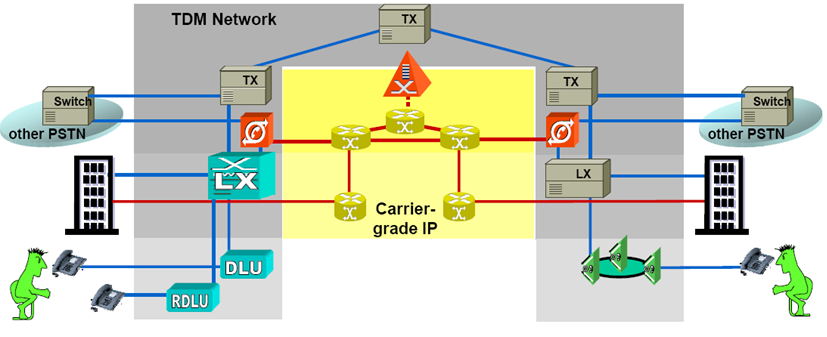 TDM Network
TX
TX
TX
Switch
Switch
other PSTN
other PSTN
LX
LX
Carrier-
grade IP
DLU
RDLU